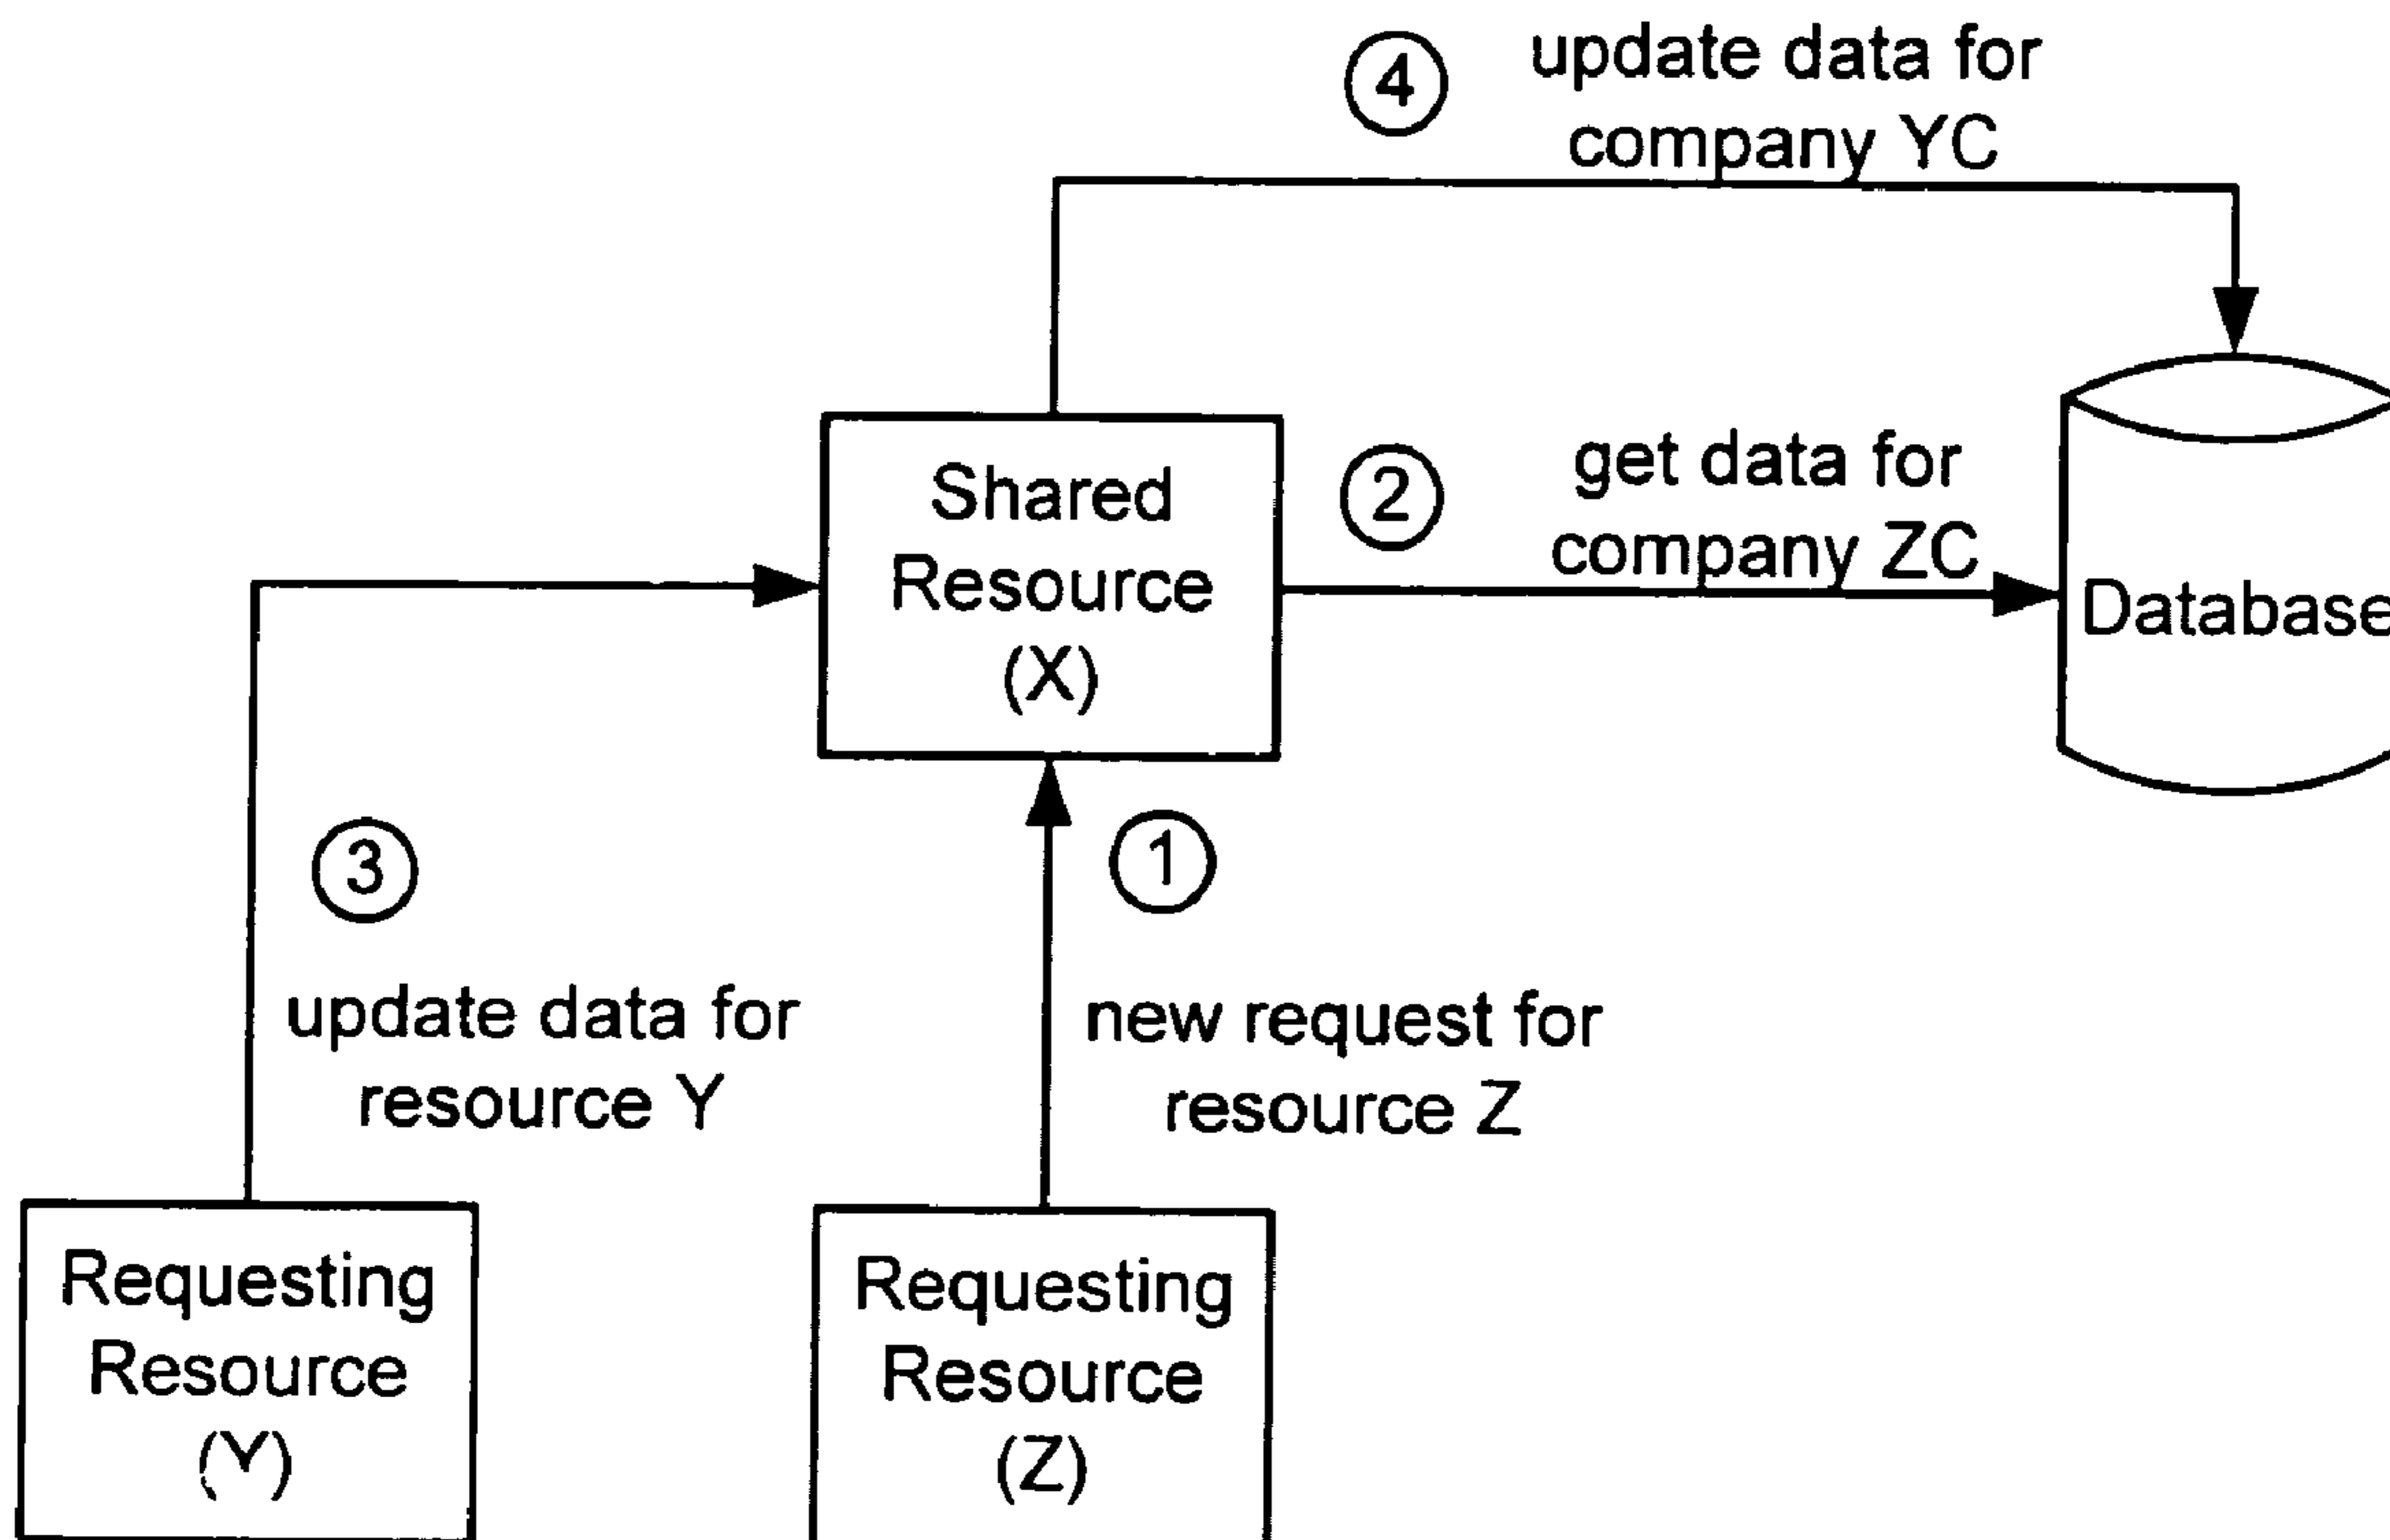 4
update data for
company YC
Shared
Resource
(X)
2
get data for
company ZC
Database
3
update data for
resource Y
1
new request for
resource Z
Requesting
Resource
(Y)
Requesting
Resource
(Z)